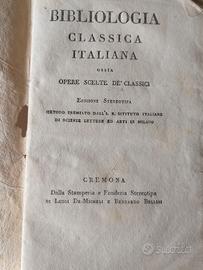 BIBLIOLOGIA
CLASSICA
ITALIANA
OSSIA
OPERE SCELTE DE' CLASSICI
EDIZIONE STEREOTIPA
METODO PREMIATO DALL'I. R. ISTITUTO ITALIANO
DI SCIENZE LETTERE ED ARTI IN MILANO
CREMONA
Dalla Stamperia e Fonderia Stereotipa
DI LUIGI DE-MICHELI E BERNARDO BELLINI
subito